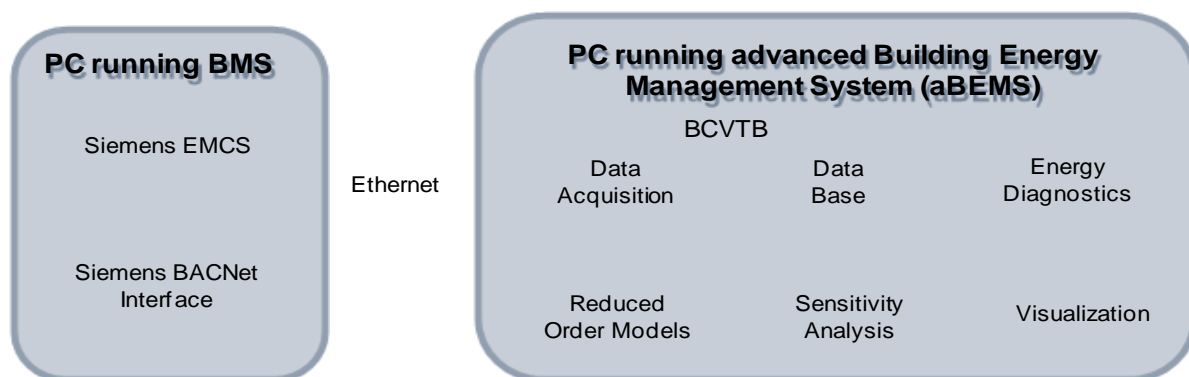 PC running BMS
Siemens EMCS
Siemens BACNet
Interface
Ethernet
PC running advanced Building Energy
Management System (aBEMS)
BCVTB
Data
Acquisition
Data
Base
Energy
Diagnostics
Reduced
Order Models
Sensitivity
Analysis
Visualization